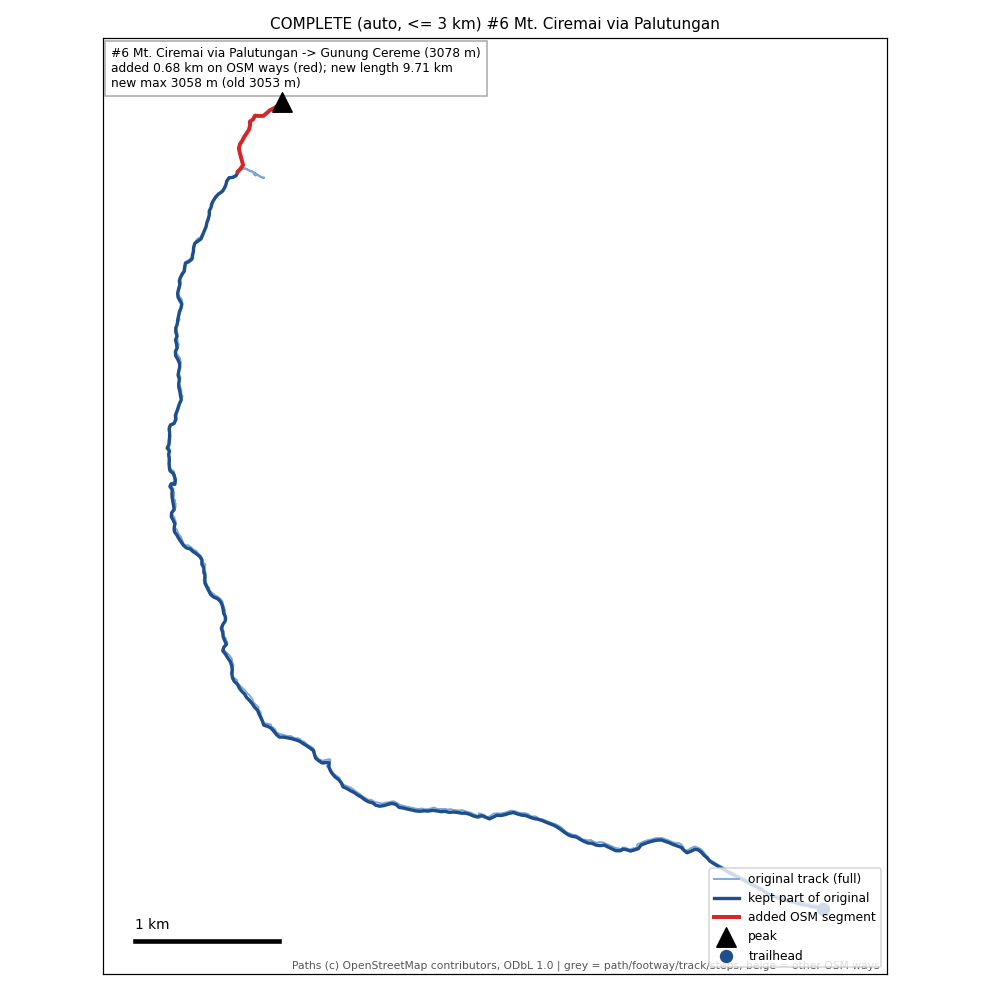 COMPLETE (auto, <= 3 km) #6 Mt. Ciremai via Palutungan
#6 Mt. Ciremai via Palutungan -> Gunung Cereme (3078 m)
added 0.68 km on OSM ways (red); new length 9.71 km
new max 3058 m (old 3053 m)
original track (full)
kept part of original
added OSM segment
peak
trailhead
1 km
Paths (c) OpenStreetMap contributors, ODbL 1.0 | grey = path/footway/track/steps, beige = other OSM ways